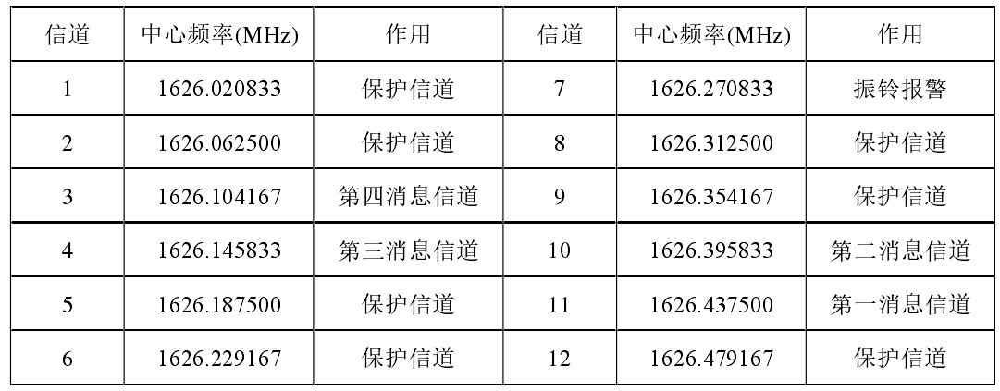 信道 中心频率(MHz) 作用 信道 中心频率(MHz) 作用
1 1626.020833 保护信道 7 1626.270833 振铃报警
2 1626.062500 保护信道 8 1626.312500 保护信道
3 1626.104167 第四消息信道 9 1626.354167 保护信道
4 1626.145833 第三消息信道 10 1626.395833 第二消息信道
5 1626.187500 保护信道 11 1626.437500 第一消息信道
6 1626.229167 保护信道 12 1626.479167 保护信道